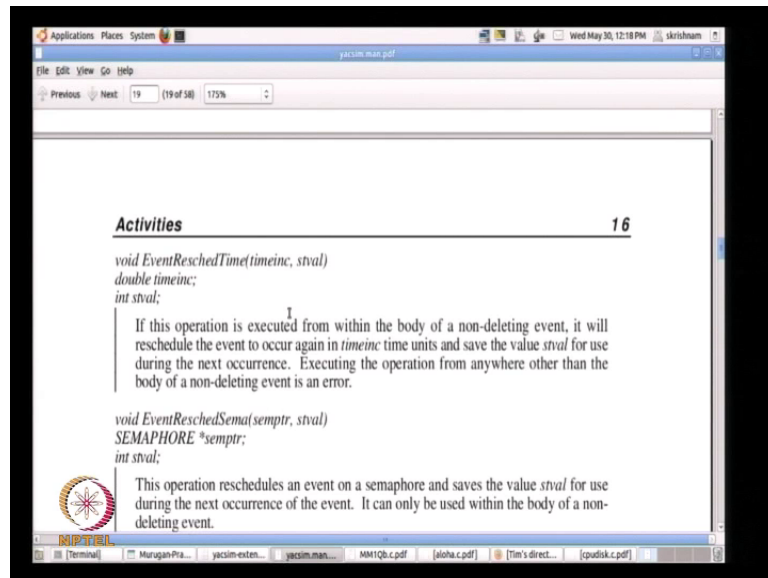 Applications Places System Wed May 30, 12:18 PM skrishnam
yacsim.man.pdf
File Edit View Go Help
Previous Next 19 (19 of 58) 175%
Activities 16
void EventReschedTime(timeinc, stval)
double timeinc;
int stval;
If this operation is executed from within the body of a non-deleting event, it will
reschedule the event to occur again in timeinc time units and save the value stval for use
during the next occurrence. Executing the operation from anywhere other than the
body of a non-deleting event is an error.
void EventReschedSema(semptr, stval)
SEMAPHORE *semptr;
int stval;
This operation reschedules an event on a semaphore and saves the value stval for use
during the next occurrence of the event. It can only be used within the body of a non-
deleting event.
NPTEL
[Terminal] Murugan-Pra... yacsim-exten... yacsim.man.... MM1Qb.c.pdf [aloha.c.pdf] [Tim's direct... [cpudisk.c.pdf]